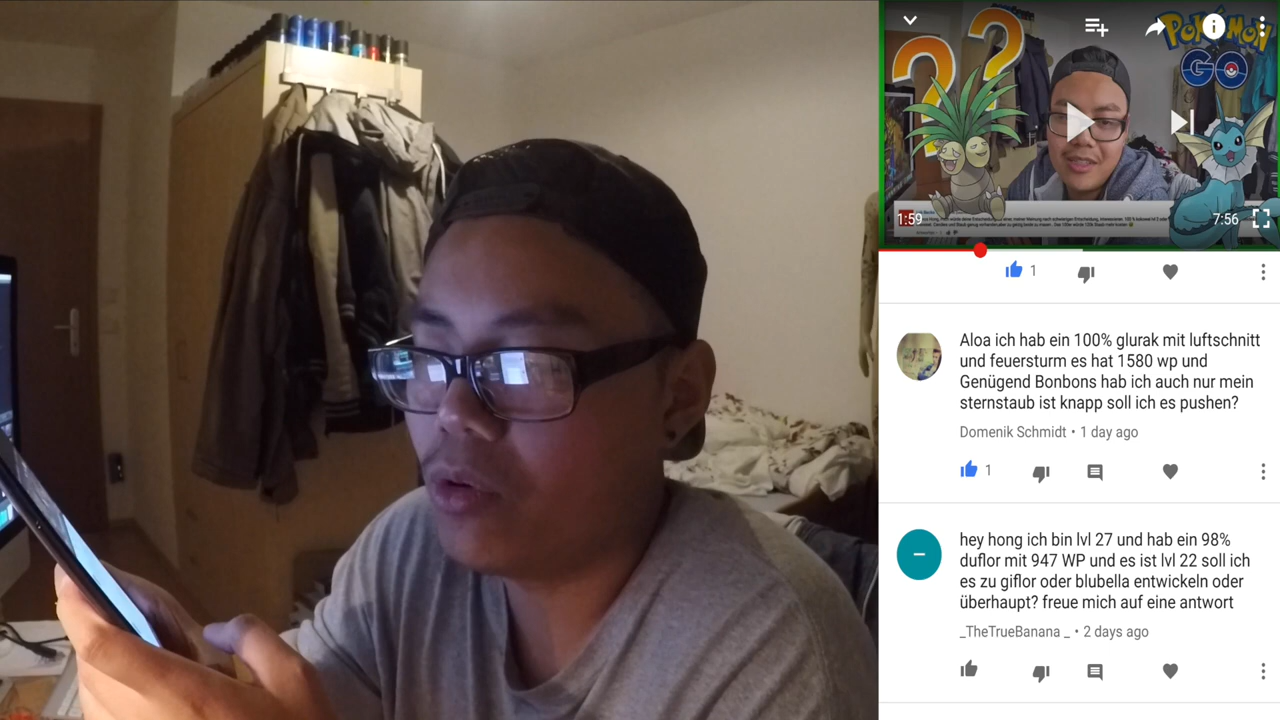 ??
POKÉMON
GO
1:59
7:56
1
Aloa ich hab ein 100% glurak mit luftschnitt
und feuersturm es hat 1580 wp und
Genügend Bonbons hab ich auch nur mein
sternstaub ist knapp soll ich es pushen?
Domenik Schmidt • 1 day ago
1
hey hong ich bin lvl 27 und hab ein 98%
duflor mit 947 WP und es ist lvl 22 soll ich
es zu giflor oder blubella entwickeln oder
überhaupt? freue mich auf eine antwort
_TheTrueBanana _ • 2 days ago